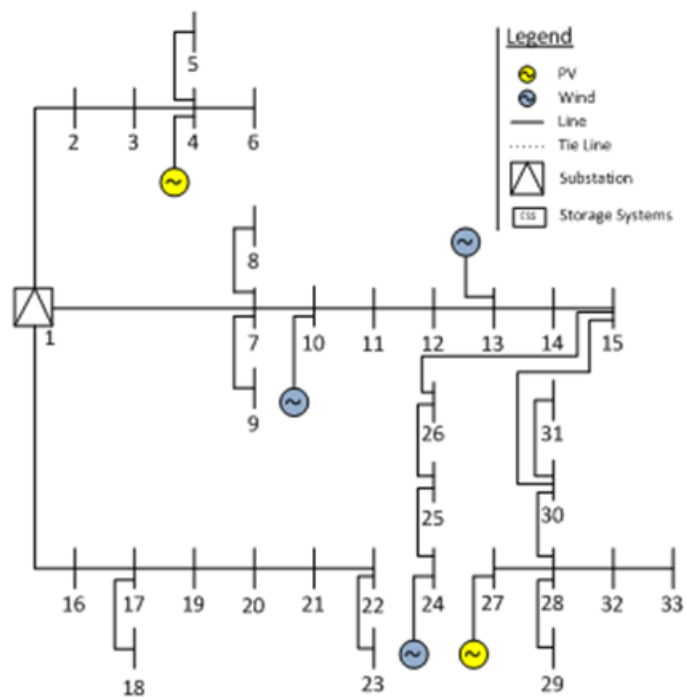 Legend
PV
Wind
Line
Tie Line
Substation
CSS Storage Systems
5
2 3 4 6
~
8
~
1
7 10 11 12 13 14 15
~
9
26 31
25 30
16 17 19 20 21 22 24 27 28 32 33
~ ~
18 23 29